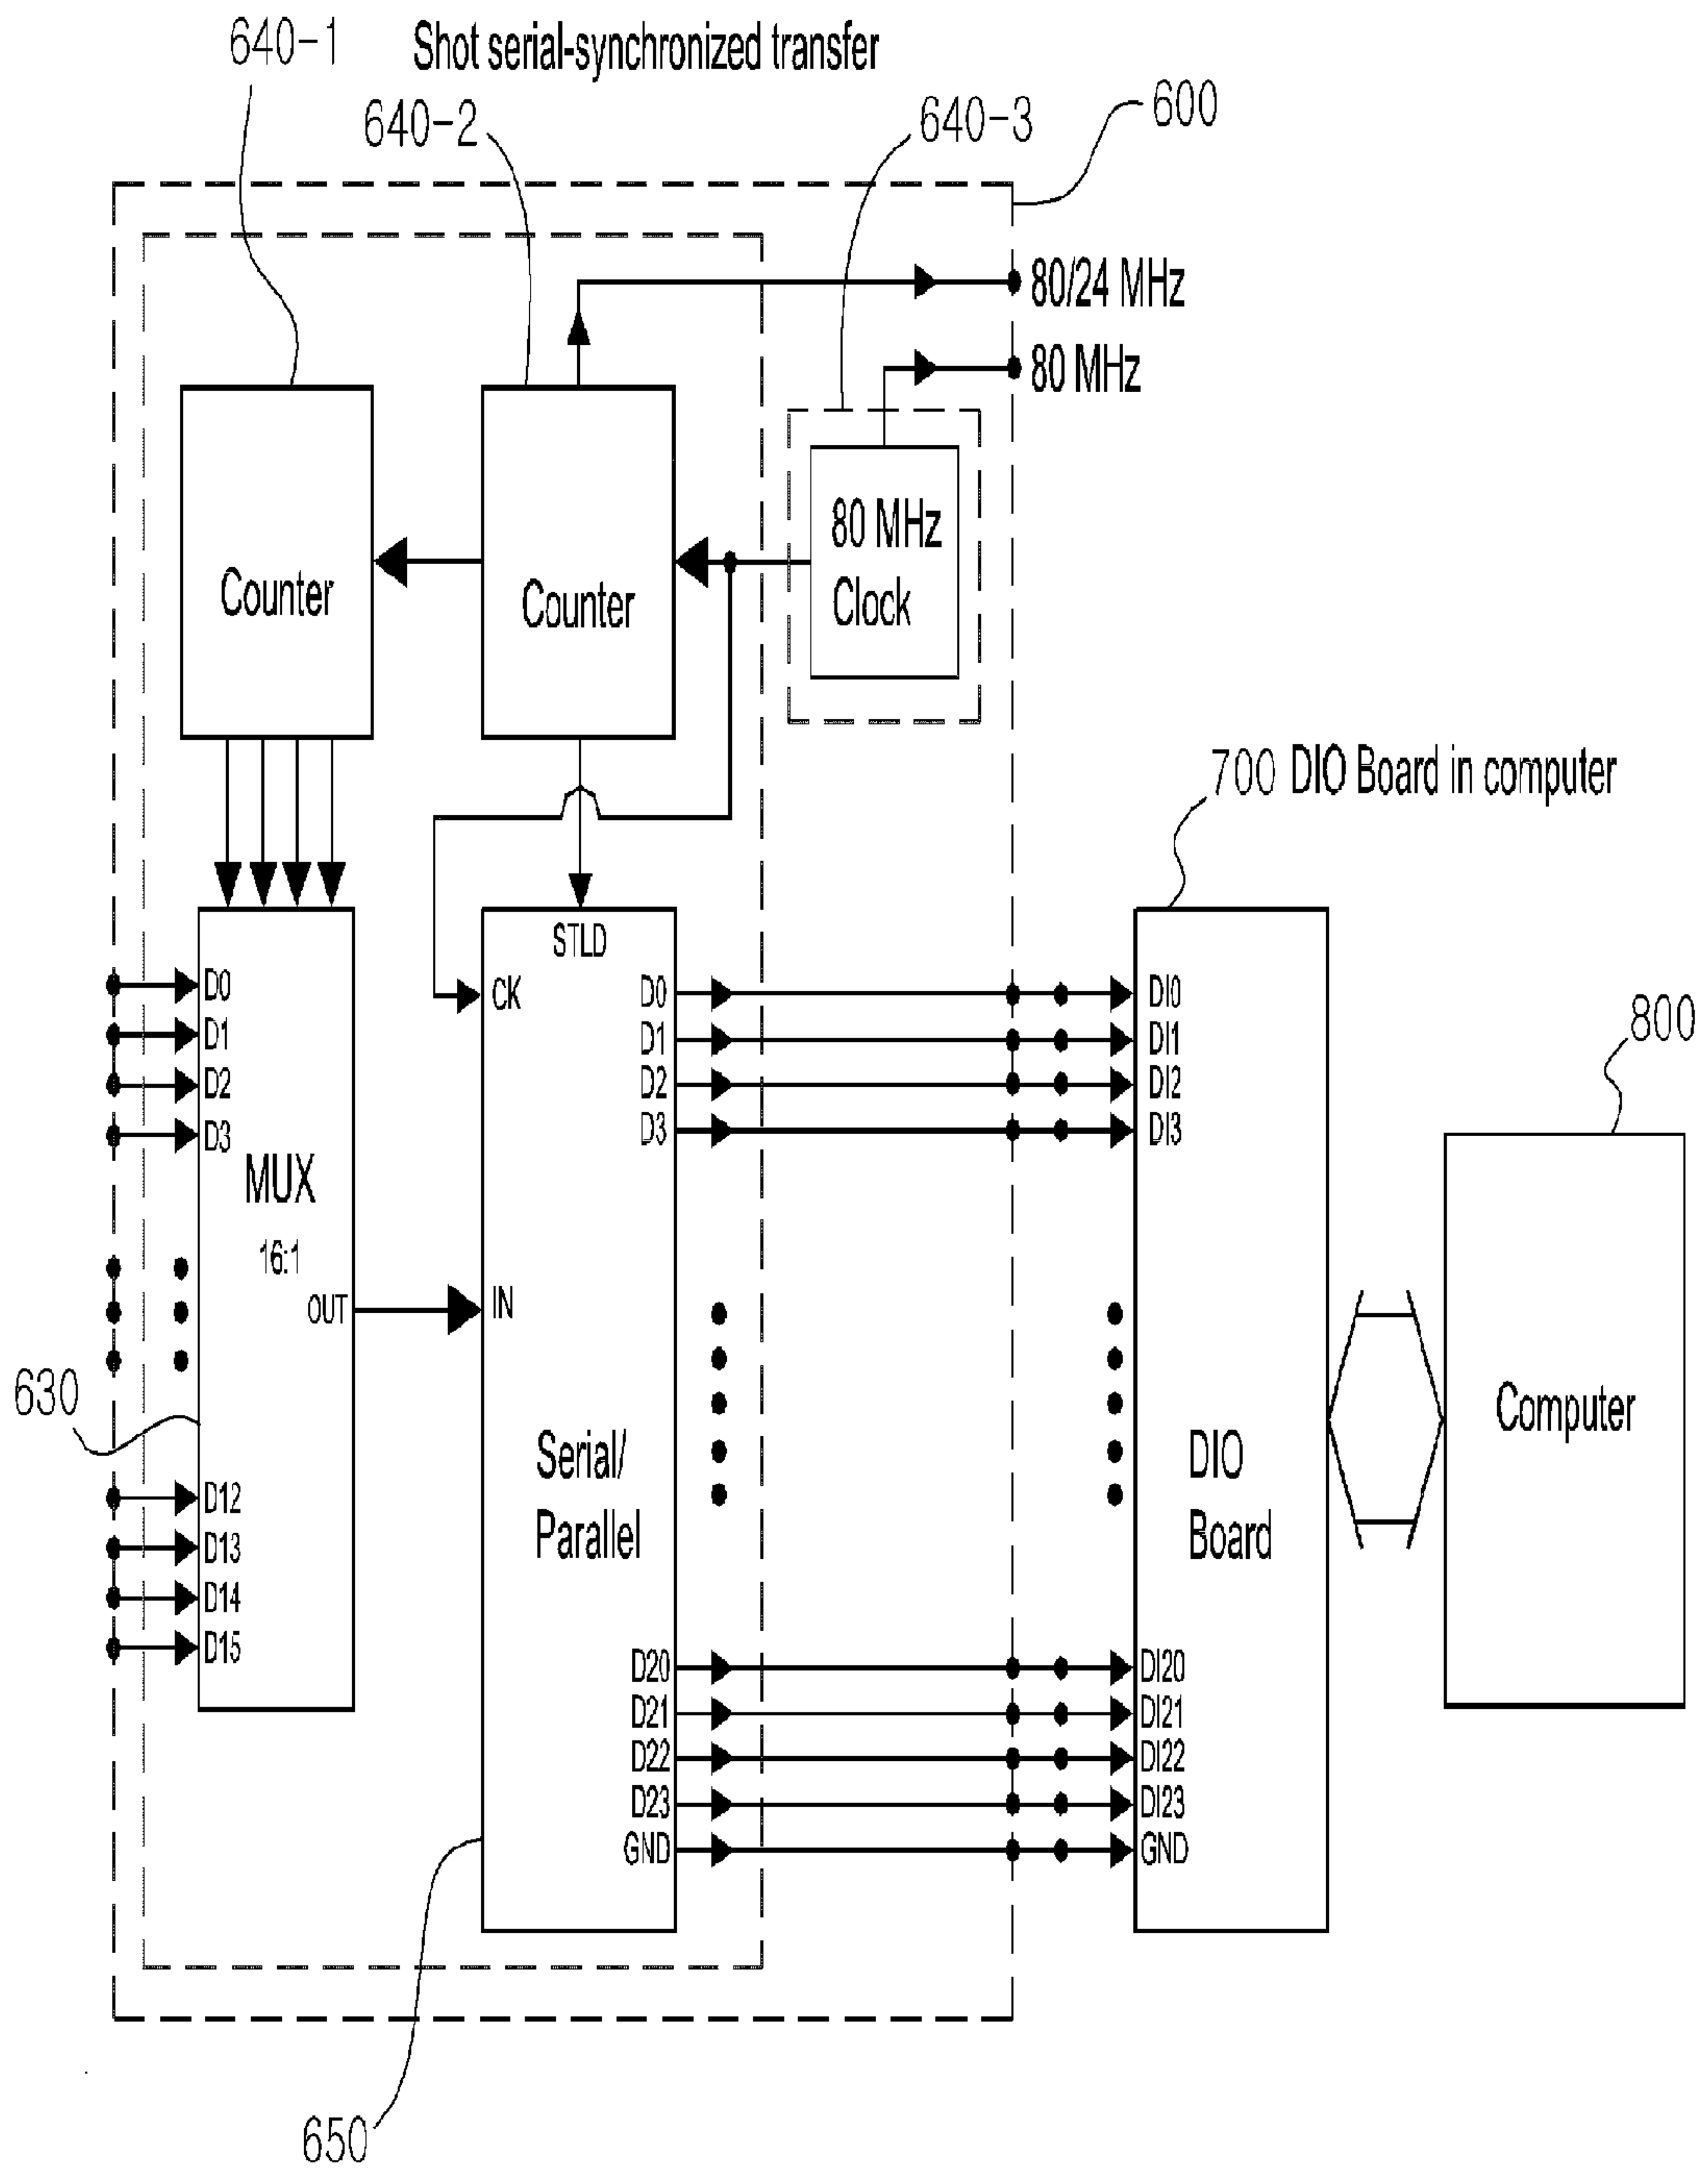 640-1
Shot serial-synchronized transfer
640-2
640-3
600
80/24 MHz
80 MHz
80 MHz
Clock
Counter
Counter
700 DIO Board in computer
STLD
CK
D0
D1
D2
D3
MUX
16:1
OUT
630
D12
D13
D14
D15
IN
D0
D1
D2
D3
Serial/
Parallel
D20
D21
D22
D23
GND
DI0
DI1
DI2
DI3
DIO
Board
DI20
DI21
DI22
DI23
GND
800
Computer
650